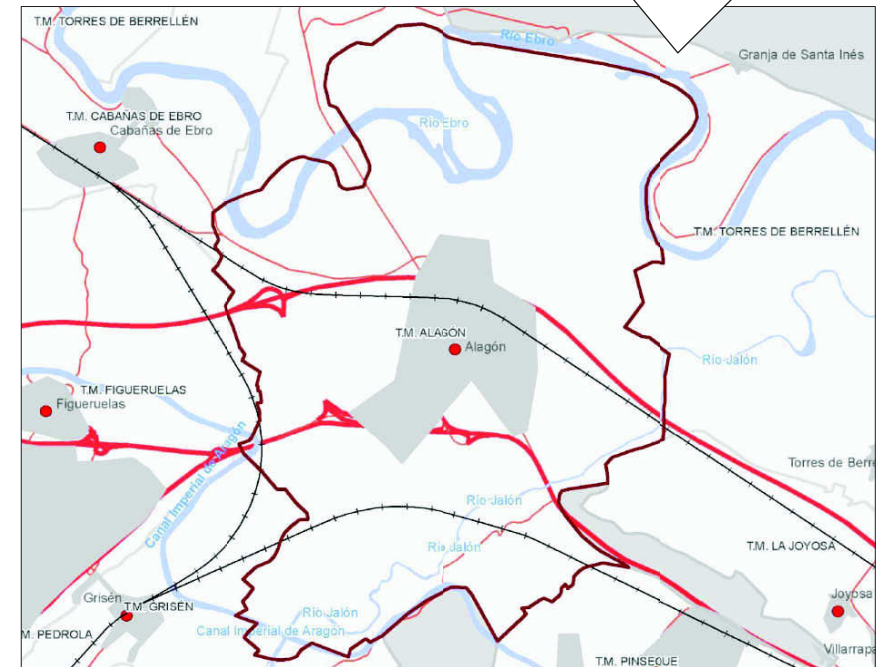 T.M. TORRES DE BERRELLÉN
Río Ebro
Granja de Santa Inés
T.M. CABAÑAS DE EBRO
Cabañas de Ebro
Río Ebro
T.M. TORRES DE BERRELLÉN
T.M. ALAGÓN
Alagón
Río Jalón
T.M. FIGUERUELAS
Figueruelas
Canal Imperial de Aragón
Torres de Berre
Río Jalón
Río Jalón
T.M. LA JOYOSA
Grisén
T.M. GRISÉN
Río Jalón
Joyosa
M. PEDROLA
Canal Imperial de Aragón
Villarrapa
T.M. PINSEQUE